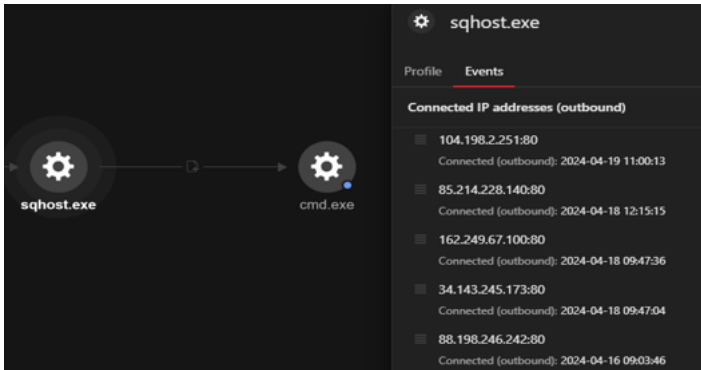 sqhost.exe
cmd.exe
sqhost.exe
Profile Events
Connected IP addresses (outbound)
104.198.2.251:80
Connected (outbound): 2024-04-19 11:00:13
85.214.228.140:80
Connected (outbound): 2024-04-18 12:15:15
162.249.67.100:80
Connected (outbound): 2024-04-18 09:47:36
34.143.245.173:80
Connected (outbound): 2024-04-18 09:47:04
88.198.246.242:80
Connected (outbound): 2024-04-16 09:03:46